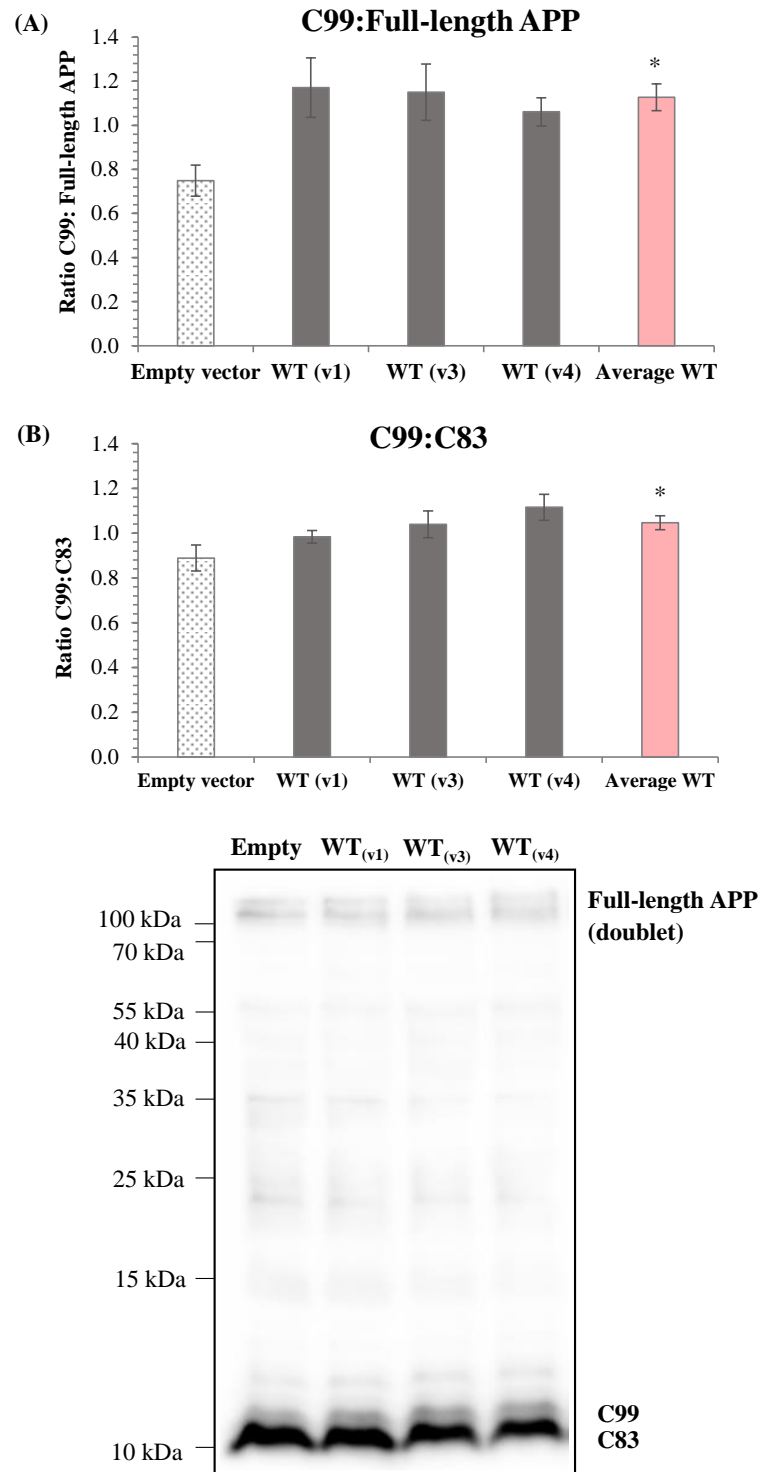 (A)
C99:Full-length APP
Ratio C99: Full-length APP
1.4
1.2
1.0
0.8
0.6
0.4
0.2
0.0
*
Empty vector WT (v1) WT (v3) WT (v4) Average WT
(B)
C99:C83
Ratio C99:C83
1.4
1.2
1.0
0.8
0.6
0.4
0.2
0.0
*
Empty vector WT (v1) WT (v3) WT (v4) Average WT
Empty WT(v1) WT(v3) WT(v4)
Full-length APP
(doublet)
100 kDa
70 kDa
55 kDa
40 kDa
35 kDa
25 kDa
15 kDa
10 kDa
C99
C83